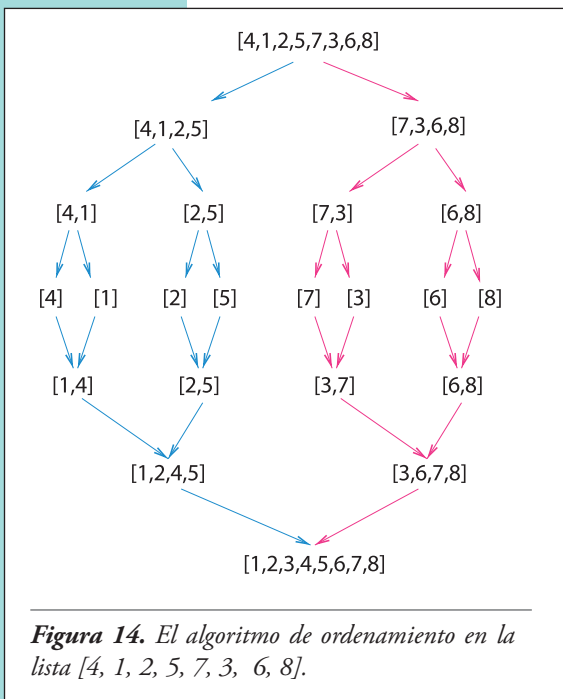 [4,1,2,5,7,3,6,8]
[4,1,2,5] [7,3,6,8]
[4,1] [2,5] [7,3] [6,8]
[4] [1] [2] [5] [7] [3] [6] [8]
[1,4] [2,5] [3,7] [6,8]
[1,2,4,5] [3,6,7,8]
[1,2,3,4,5,6,7,8]
Figura 14. El algoritmo de ordenamiento en la
lista [4, 1, 2, 5, 7, 3, 6, 8].